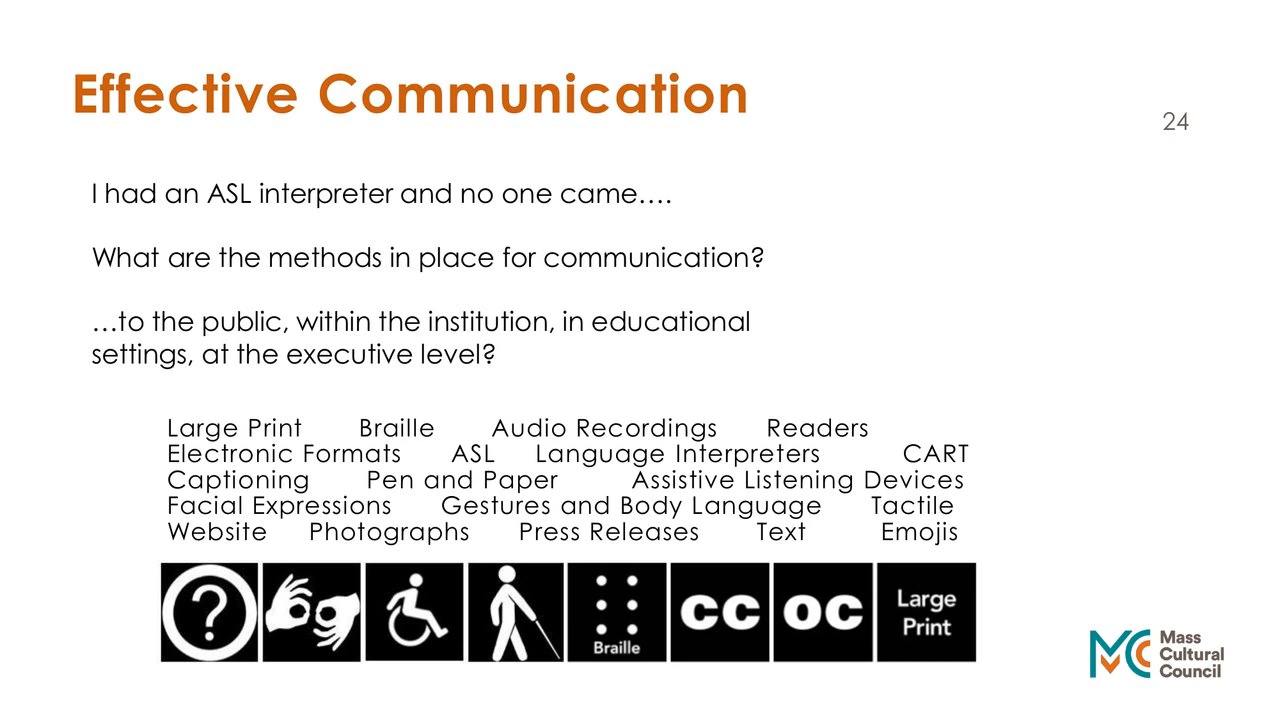 Effective Communication
24
I had an ASL interpreter and no one came….
What are the methods in place for communication?
…to the public, within the institution, in educational
settings, at the executive level?
Large Print Braille Audio Recordings Readers
Electronic Formats ASL Language Interpreters CART
Captioning Pen and Paper Assistive Listening Devices
Facial Expressions Gestures and Body Language Tactile
Website Photographs Press Releases Text Emojis
?
Braille
CC
OC
Large
Print
MCC
Mass
Cultural
Council